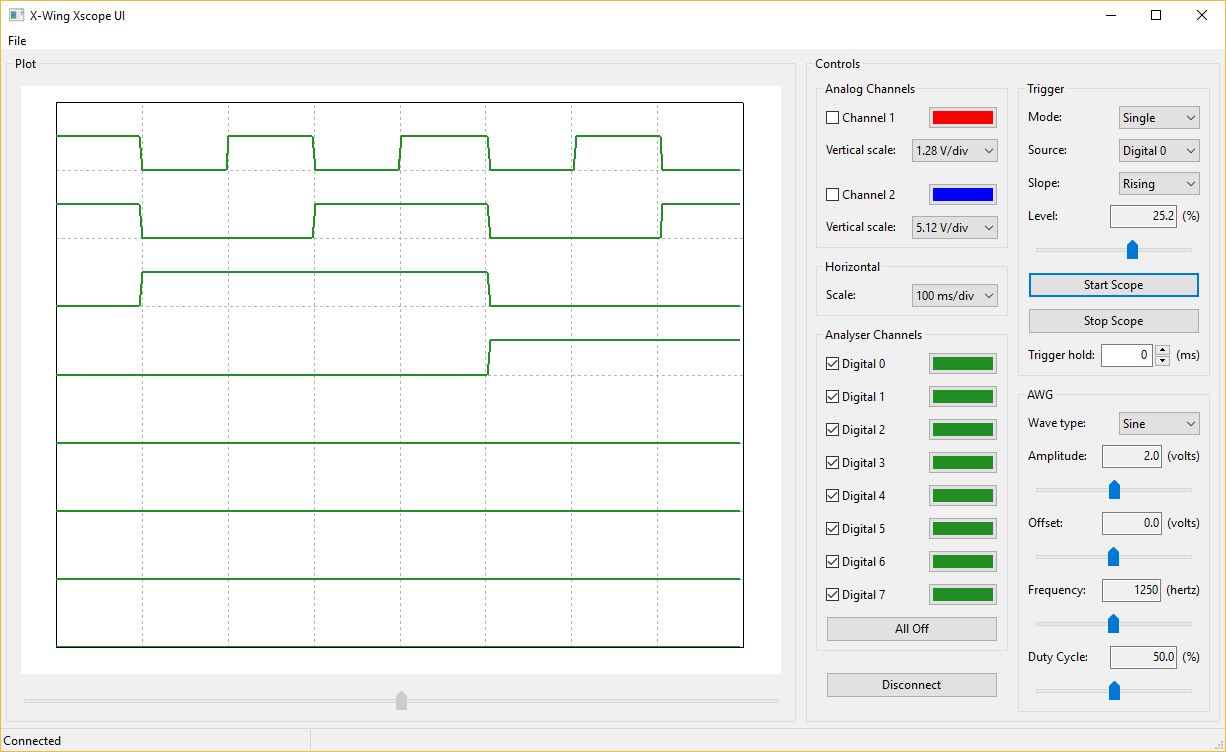 X-Wing Xscope UI
File
Plot
Controls
Analog Channels
Channel 1
Vertical scale: 1.28 V/div
Channel 2
Vertical scale: 5.12 V/div
Horizontal
Scale: 100 ms/div
Analyser Channels
Digital 0
Digital 1
Digital 2
Digital 3
Digital 4
Digital 5
Digital 6
Digital 7
All Off
Disconnect
Trigger
Mode: Single
Source: Digital 0
Slope: Rising
Level: 25.2 (%)
Start Scope
Stop Scope
Trigger hold: 0 (ms)
AWG
Wave type: Sine
Amplitude: 2.0 (volts)
Offset: 0.0 (volts)
Frequency: 1250 (hertz)
Duty Cycle: 50.0 (%)
Connected